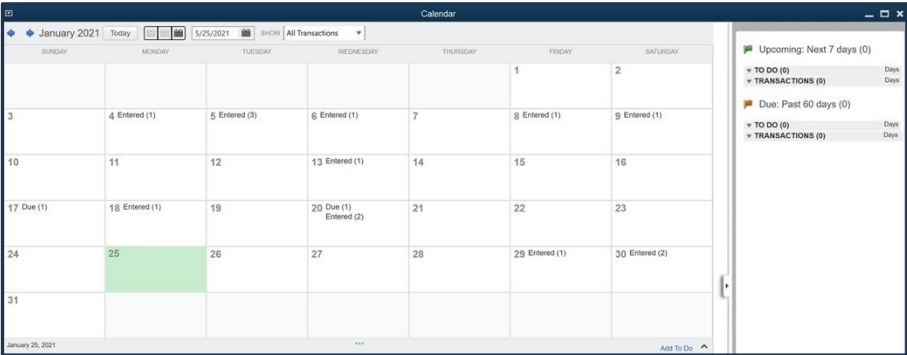 Calendar
January 2021 Today 5/25/2021 SHOW All Transactions
SUNDAY MONDAY TUESDAY WEDNESDAY THURSDAY FRIDAY SATURDAY
1 2
3 4 Entered (1) 5 Entered (3) 6 Entered (1) 7 8 Entered (1) 9 Entered (1)
10 11 12 13 Entered (1) 14 15 16
17 Due (1) 18 Entered (1) 19 20 Due (1) 21 22 23
Entered (2)
24 25 26 27 28 29 Entered (1) 30 Entered (2)
31
January 25, 2021 Add To Do
Upcoming: Next 7 days (0)
TO DO (0) Days
TRANSACTIONS (0) Days
Due: Past 60 days (0)
TO DO (0) Days
TRANSACTIONS (0) Days